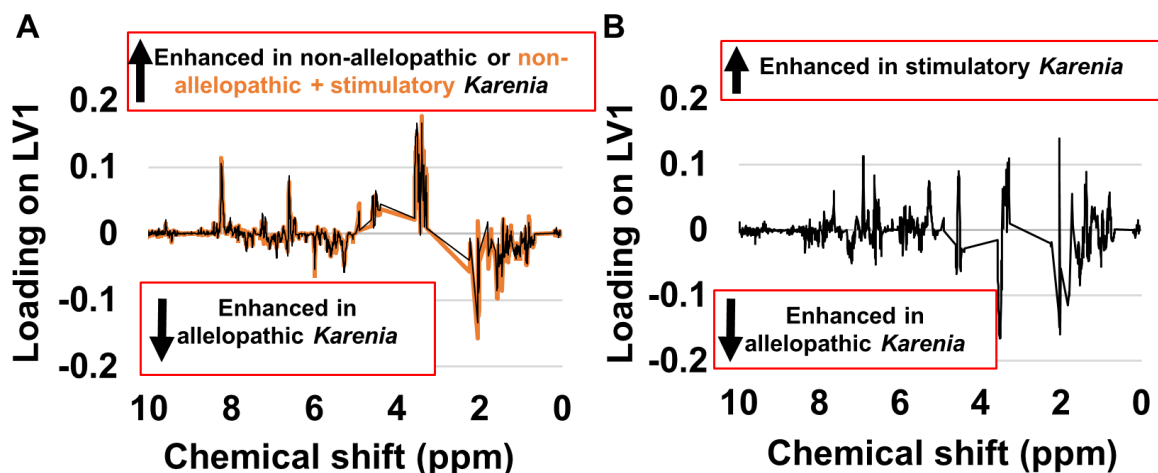 A
Enhanced in non-allelopathic or non-
allelopathic + stimulatory Karenia
Loading on LV1
0.2
0.1
0
-0.1
-0.2
Enhanced in
allelopathic Karenia
10 8 6 4 2 0
Chemical shift (ppm)
B
Enhanced in stimulatory Karenia
Loading on LV1
0.2
0.1
0
-0.1
-0.2
Enhanced in
allelopathic Karenia
10 8 6 4 2 0
Chemical shift (ppm)